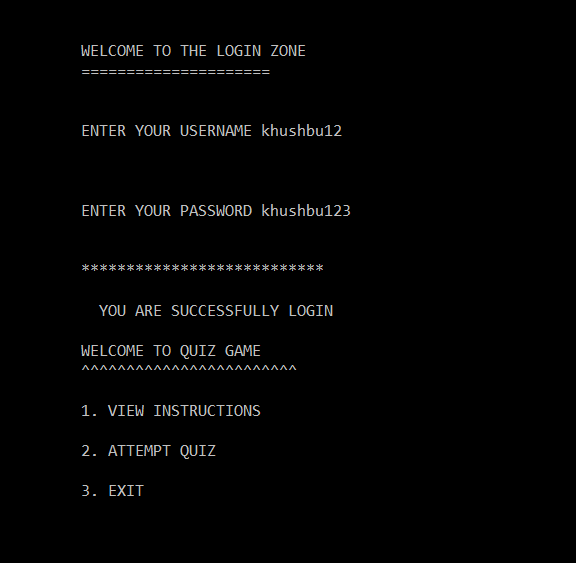 WELCOME TO THE LOGIN ZONE
=====================
ENTER YOUR USERNAME khushbu12
ENTER YOUR PASSWORD khushbu123
***************************
YOU ARE SUCCESSFULLY LOGIN
WELCOME TO QUIZ GAME
^^^^^^^^^^^^^^^^^^^^^^^^
1. VIEW INSTRUCTIONS
2. ATTEMPT QUIZ
3. EXIT